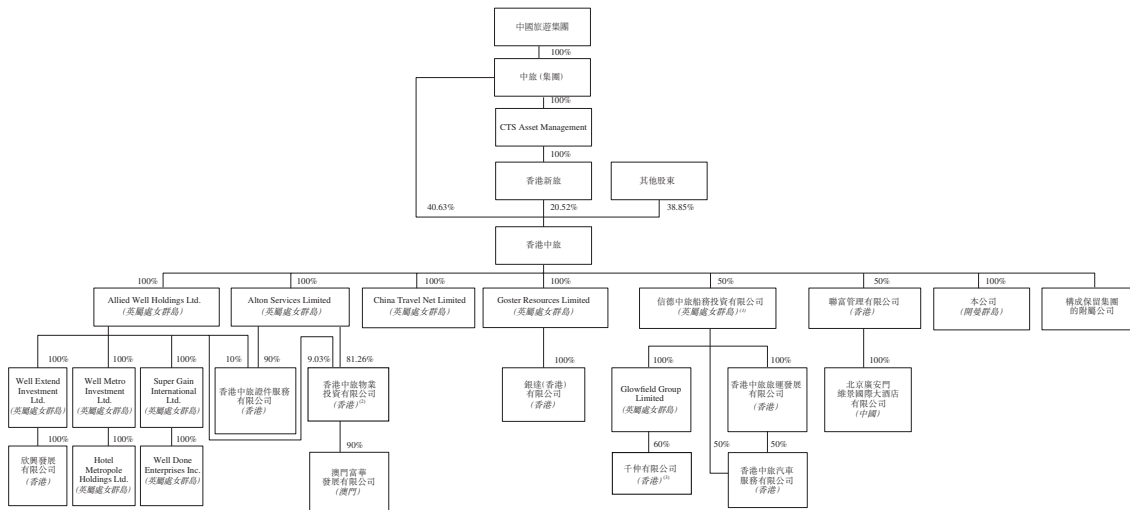 中國旅遊集團
100%
中旅 (集團)
100%
CTS Asset Management
100%
香港新旅
其他股東
40.63%
20.52%
38.85%
香港中旅
100%
100%
100%
50%
50%
100%
Allied Well Holdings Ltd.
(英屬處女群島)
Alton Services Limited
(英屬處女群島)
China Travel Net Limited
(英屬處女群島)
Goster Resources Limited
(英屬處女群島)
信德中旅船務投資有限公司
(英屬處女群島)(1)
聯富管理有限公司
(香港)
本公司
(開曼群島)
構成保留集團
的附屬公司
100%
100%
100%
10%
90%
9.03%
81.26%
100%
100%
100%
100%
Well Extend
Investment
Ltd.
(英屬處女群島)
Well Metro
Investment
Ltd.
(英屬處女群島)
Super Gain
International
Ltd.
(英屬處女群島)
香港中旅證件服務
有限公司
(香港)
香港中旅物業
投資有限公司
(香港)(2)
銀達(香港)
有限公司
(香港)
Glowfield Group
Limited
(英屬處女群島)
香港中旅旅運發展
有限公司
(香港)
北京廣安門
維景國際大酒店
有限公司
(中國)
100%
100%
100%
90%
60%
50%
50%
欣興發展
有限公司
(香港)
Hotel
Metropole
Holdings Ltd.
(英屬處女群島)
Well Done
Enterprises Inc.
(英屬處女群島)
澳門富華
發展有限公司
(澳門)
千仲有限公司
(香港)(3)
香港中旅汽車
服務有限公司
(香港)